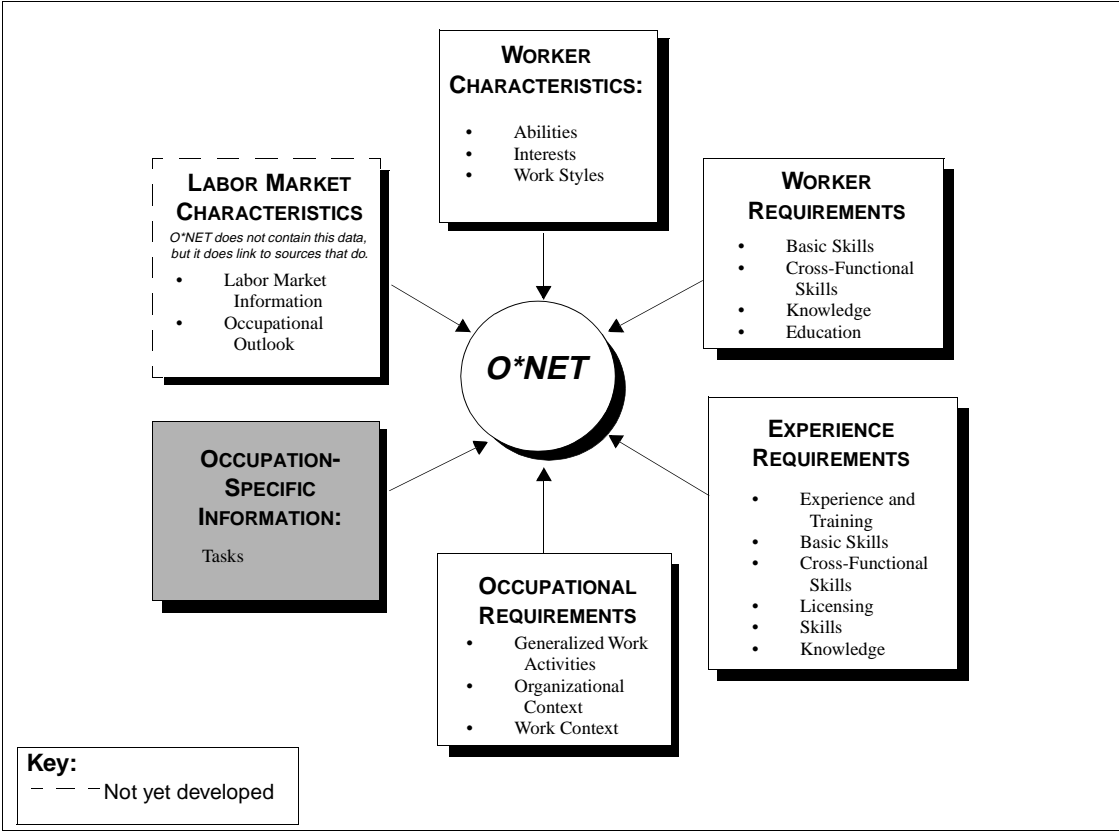 WORKER
CHARACTERISTICS:
• Abilities
• Interests
• Work Styles
LABOR MARKET
CHARACTERISTICS
O*NET does not contain this data,
but it does link to sources that do.
• Labor Market
Information
• Occupational
Outlook
WORKER
REQUIREMENTS
• Basic Skills
• Cross-Functional
Skills
• Knowledge
• Education
O*NET
OCCUPATION-
SPECIFIC
INFORMATION:
Tasks
EXPERIENCE
REQUIREMENTS
• Experience and
Training
• Basic Skills
• Cross-Functional
Skills
• Licensing
• Skills
• Knowledge
OCCUPATIONAL
REQUIREMENTS
• Generalized Work
Activities
• Organizational
Context
• Work Context
Key:
Not yet developed